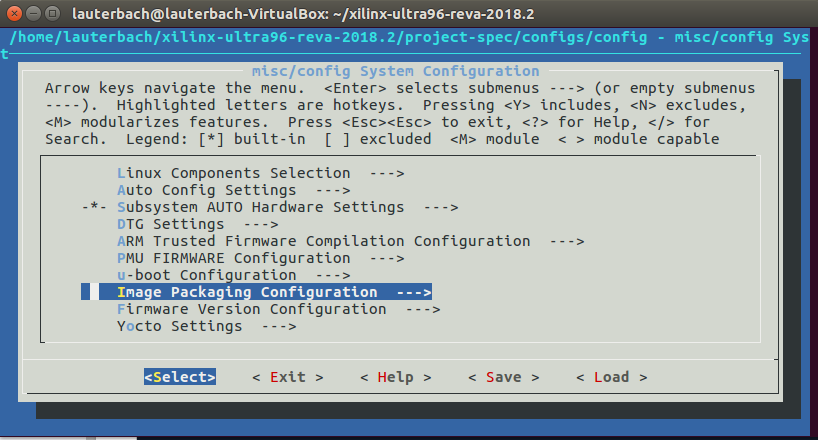 lauterbach@lauterbach-VirtualBox: ~/xilinx-ultra96-reva-2018.2
/home/lauterbach/xilinx-ultra96-reva-2018.2/project-spec/configs/config - misc/config Sys
t
misc/config System Configuration
Arrow keys navigate the menu.  <Enter> selects submenus ---> (or empty submenus
----).  Highlighted letters are hotkeys.  Pressing <Y> includes, <N> excludes,
<M> modularizes features.  Press <Esc><Esc> to exit, <?> for Help, </> for
Search.  Legend: [*] built-in  [ ] excluded  <M> module  < > module capable
Linux Components Selection  --->
Auto Config Settings  --->
-*- Subsystem AUTO Hardware Settings  --->
DTG Settings  --->
ARM Trusted Firmware Compilation Configuration  --->
PMU FIRMWARE Configuration  --->
u-boot Configuration  --->
Image Packaging Configuration  --->
Firmware Version Configuration  --->
Yocto Settings  --->
<Select>    < Exit >    < Help >    < Save >    < Load >